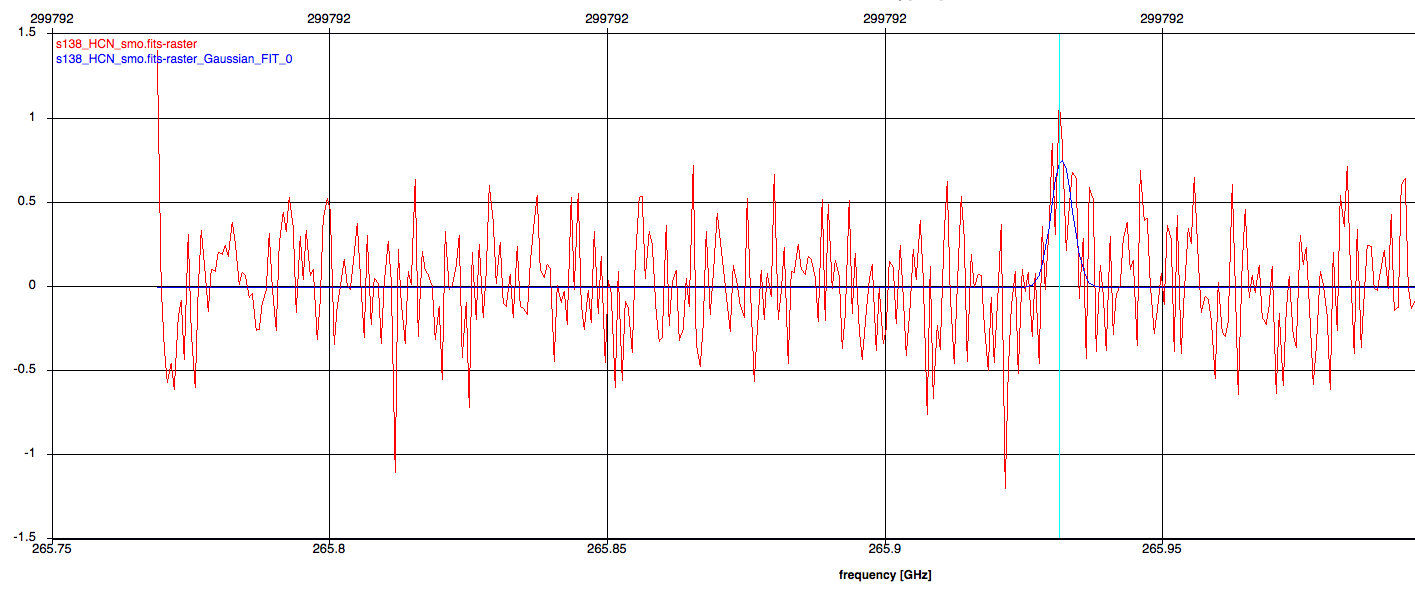 299792 299792 299792 299792 299792
1.5
s138_HCN_smo.fits-raster
s138_HCN_smo.fits-raster_Gaussian_FIT_0
1
0.5
0
-0.5
-1
-1.5
265.75 265.8 265.85 265.9 265.95
frequency [GHz]